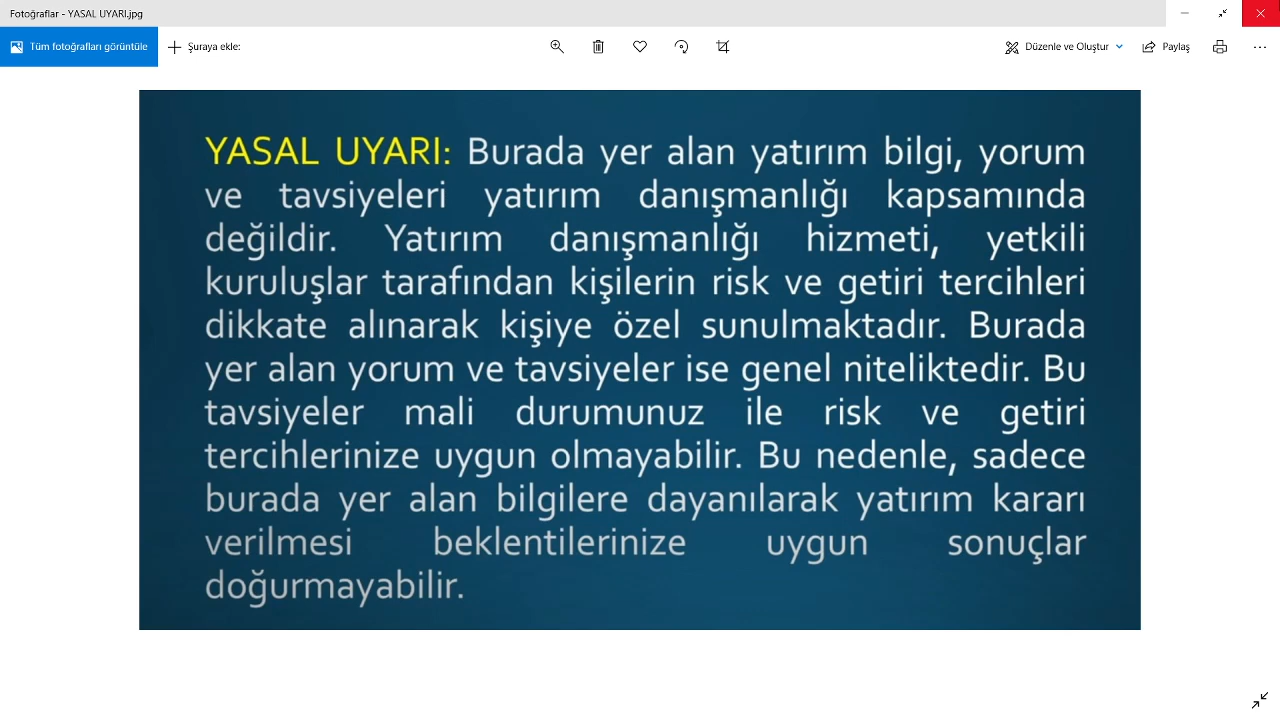 Fotoğraflar - YASAL UYARI.jpg
Tüm fotoğrafları görüntüle
Şuraya ekle:
Düzenle ve Oluştur
Paylaş
YASAL UYARI: Burada yer alan yatırım bilgi, yorum
ve tavsiyeleri yatırım danışmanlığı kapsamında
değildir. Yatırım danışmanlığı hizmeti, yetkili
kuruluşlar tarafından kişilerin risk ve getiri tercihleri
dikkate alınarak kişiye özel sunulmaktadır. Burada
yer alan yorum ve tavsiyeler ise genel niteliktedir. Bu
tavsiyeler mali durumunuz ile risk ve getiri
tercihlerinize uygun olmayabilir. Bu nedenle, sadece
burada yer alan bilgilere dayanılarak yatırım kararı
verilmesi beklentilerinize uygun sonuçlar
doğurmayabilir.